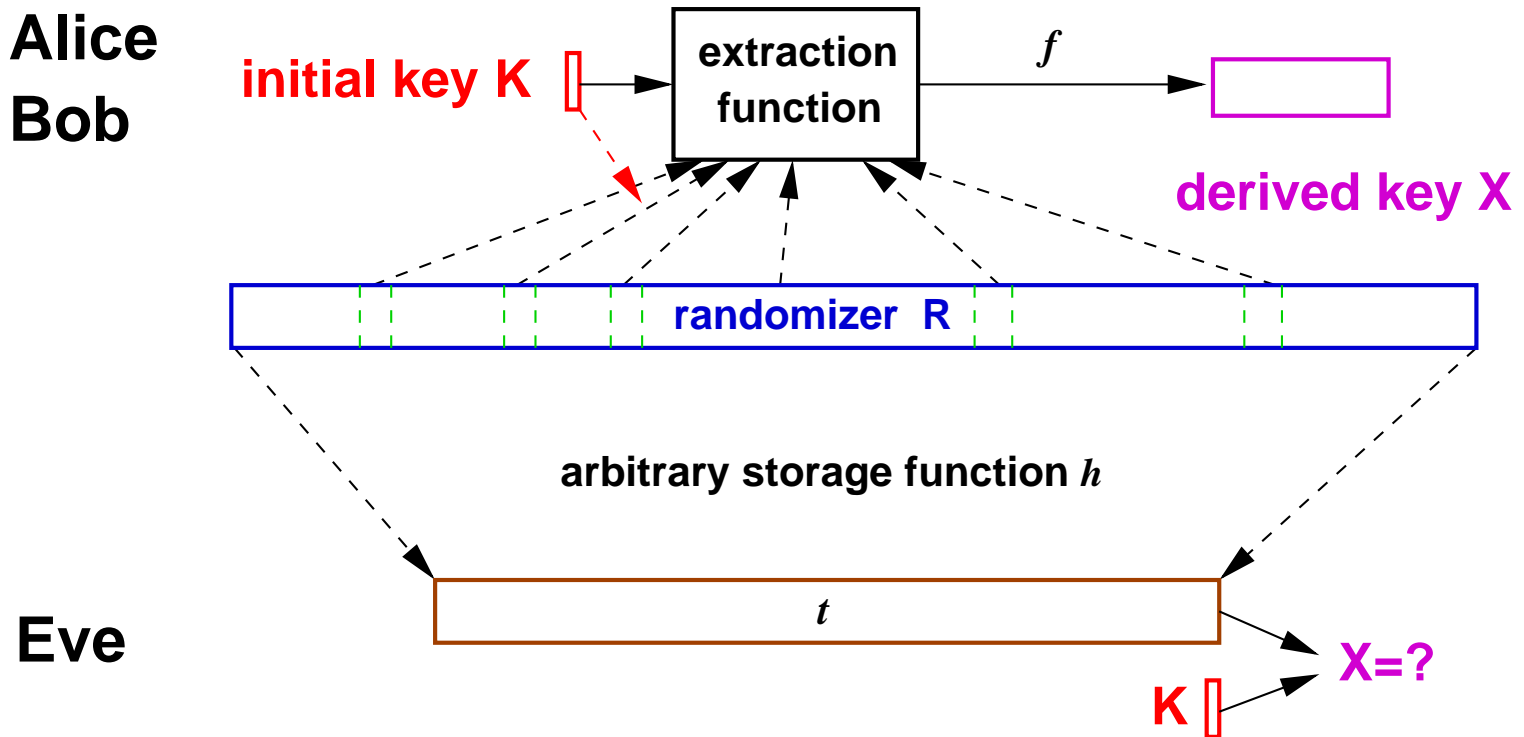 Alice
Bob
initial key K
extraction
function
f
derived key X
randomizer R
arbitrary storage function h
t
Eve
X=?
K